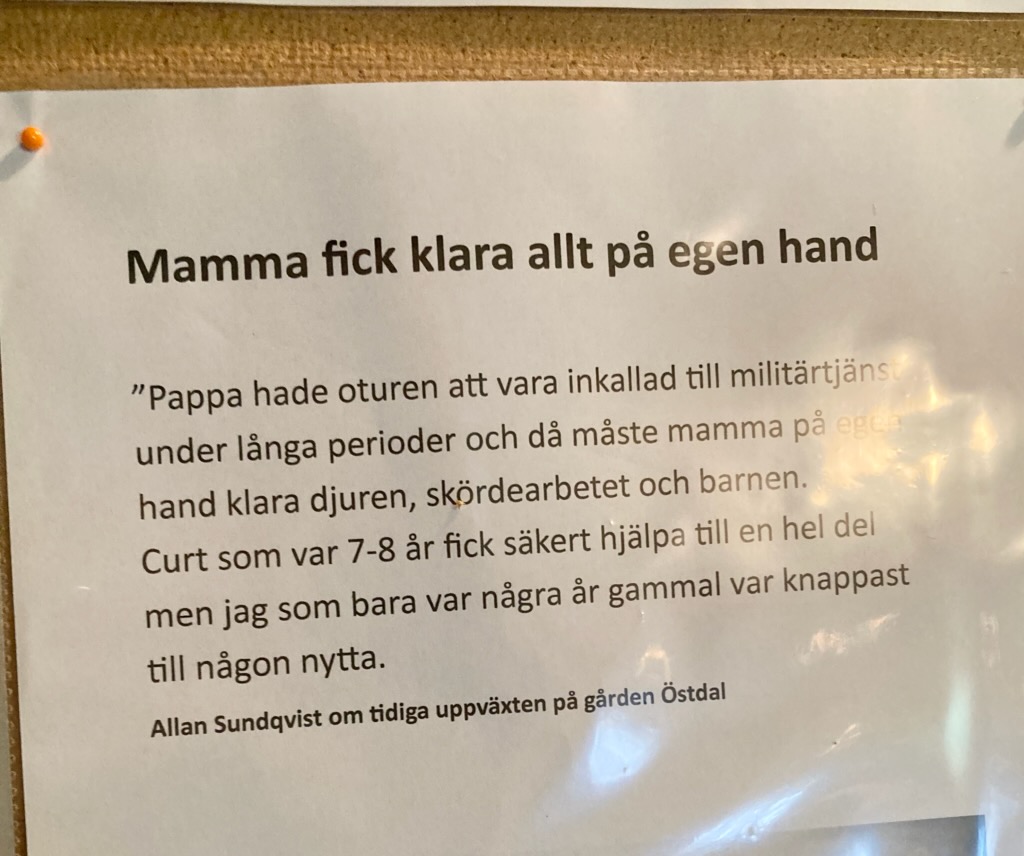 Mamma fick klara allt på egen hand
”Pappa hade oturen att vara inkallad till militärtjänst
under långa perioder och då måste mamma på egen
hand klara djuren, skördearbetet och barnen.
Curt som var 7-8 år fick säkert hjälpa till en hel del
men jag som bara var några år gammal var knappast
till någon nytta.
Allan Sundqvist om tidiga uppväxten på gården Östdal